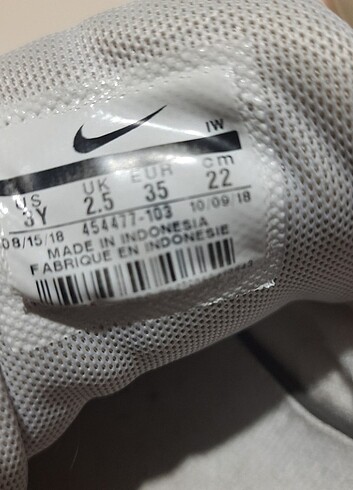 IW
US UK EUR cm
3Y 2.5 35 22
08/15/18 454477-103 10/09/18
MADE IN INDONESIA
FABRIQUE EN INDONESIE